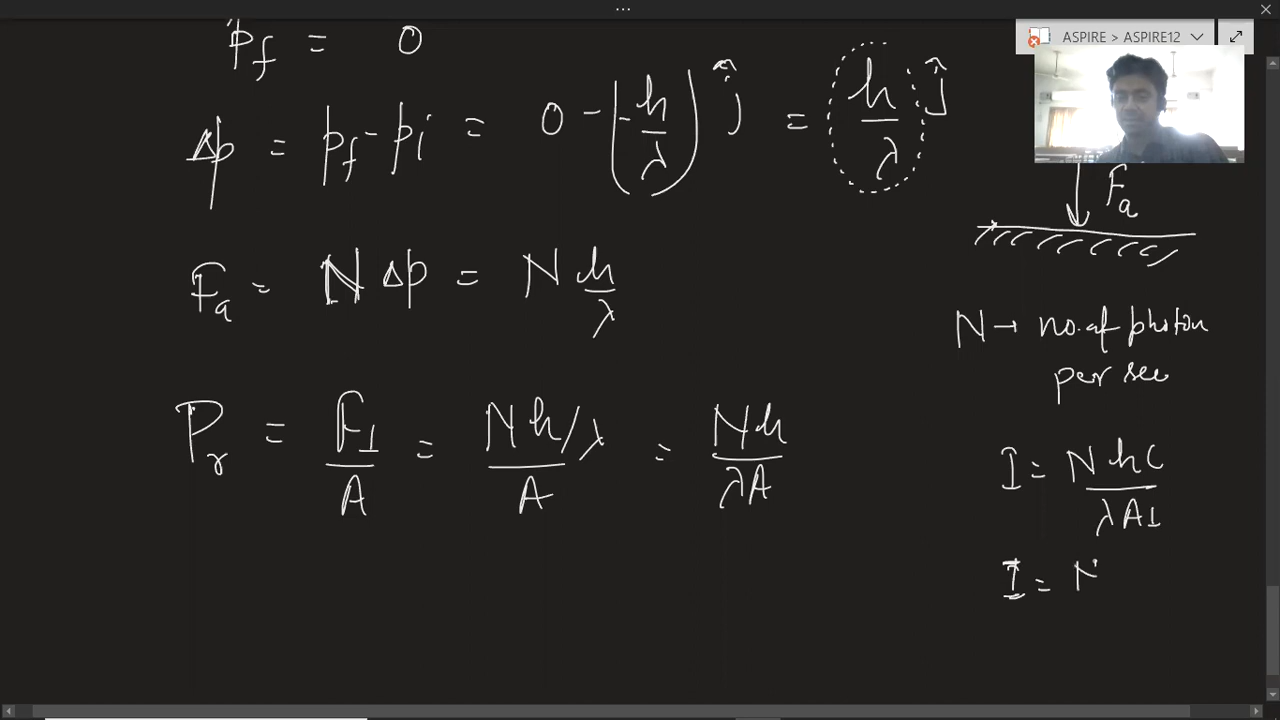 ASPIRE > ASPIRE12
p_f = 0
Δp = p_f - p_i = 0 - (-h/λ) ĵ = h/λ ĵ
F_a
F_a = N Δp = N h/λ
N → no. of photon
per sec
P_r = F_⊥/A = N h/λ / A = Nh/λA
I = Nhc/λA⊥
I = N